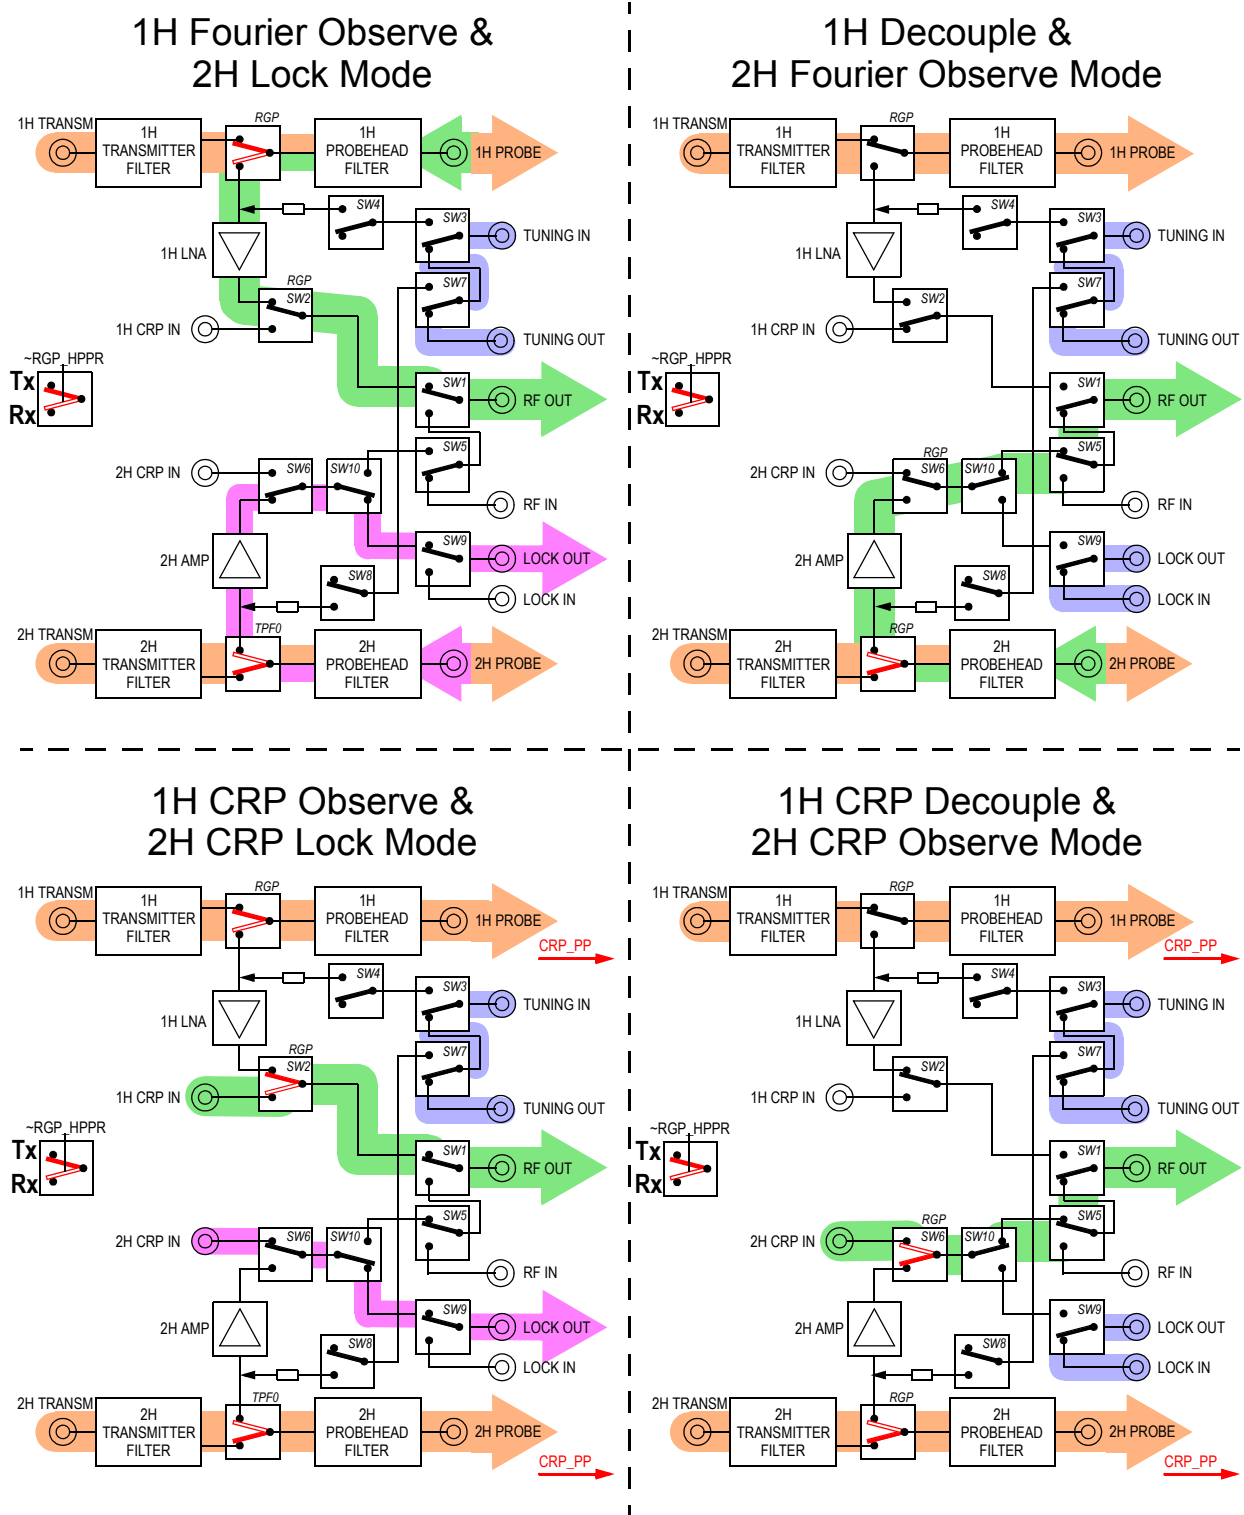 1H Fourier Observe &
2H Lock Mode
1H TRANSM
1H
TRANSMITTER
FILTER
RGP
1H
PROBEHEAD
FILTER
1H PROBE
SW4
SW3
TUNING IN
1H LNA
RGP
SW2
SW7
1H CRP IN
TUNING OUT
~RGP_HPPR
Tx
Rx
SW1
RF OUT
SW5
2H CRP IN
SW6
SW10
RF IN
2H AMP
SW9
LOCK OUT
SW8
LOCK IN
2H TRANSM
2H
TRANSMITTER
FILTER
TPF0
2H
PROBEHEAD
FILTER
2H PROBE
1H Decouple &
2H Fourier Observe Mode
1H TRANSM
1H
TRANSMITTER
FILTER
RGP
1H
PROBEHEAD
FILTER
1H PROBE
SW4
SW3
TUNING IN
1H LNA
SW2
SW7
1H CRP IN
TUNING OUT
~RGP_HPPR
Tx
Rx
SW1
RF OUT
SW5
RGP
2H CRP IN
SW6
SW10
RF IN
2H AMP
SW9
LOCK OUT
SW8
LOCK IN
2H TRANSM
2H
TRANSMITTER
FILTER
RGP
2H
PROBEHEAD
FILTER
2H PROBE
1H CRP Observe &
2H CRP Lock Mode
1H TRANSM
1H
TRANSMITTER
FILTER
RGP
1H
PROBEHEAD
FILTER
1H PROBE
CRP_PP
SW4
SW3
TUNING IN
1H LNA
RGP
SW2
SW7
1H CRP IN
TUNING OUT
~RGP_HPPR
Tx
Rx
SW1
RF OUT
SW5
2H CRP IN
SW6
SW10
RF IN
2H AMP
SW9
LOCK OUT
SW8
LOCK IN
2H TRANSM
2H
TRANSMITTER
FILTER
TPF0
2H
PROBEHEAD
FILTER
2H PROBE
CRP_PP
1H CRP Decouple &
2H CRP Observe Mode
1H TRANSM
1H
TRANSMITTER
FILTER
RGP
1H
PROBEHEAD
FILTER
1H PROBE
CRP_PP
SW4
SW3
TUNING IN
1H LNA
SW2
SW7
1H CRP IN
TUNING OUT
~RGP_HPPR
Tx
Rx
SW1
RF OUT
SW5
RGP
2H CRP IN
SW6
SW10
RF IN
2H AMP
SW9
LOCK OUT
SW8
LOCK IN
2H TRANSM
2H
TRANSMITTER
FILTER
RGP
2H
PROBEHEAD
FILTER
2H PROBE
CRP_PP